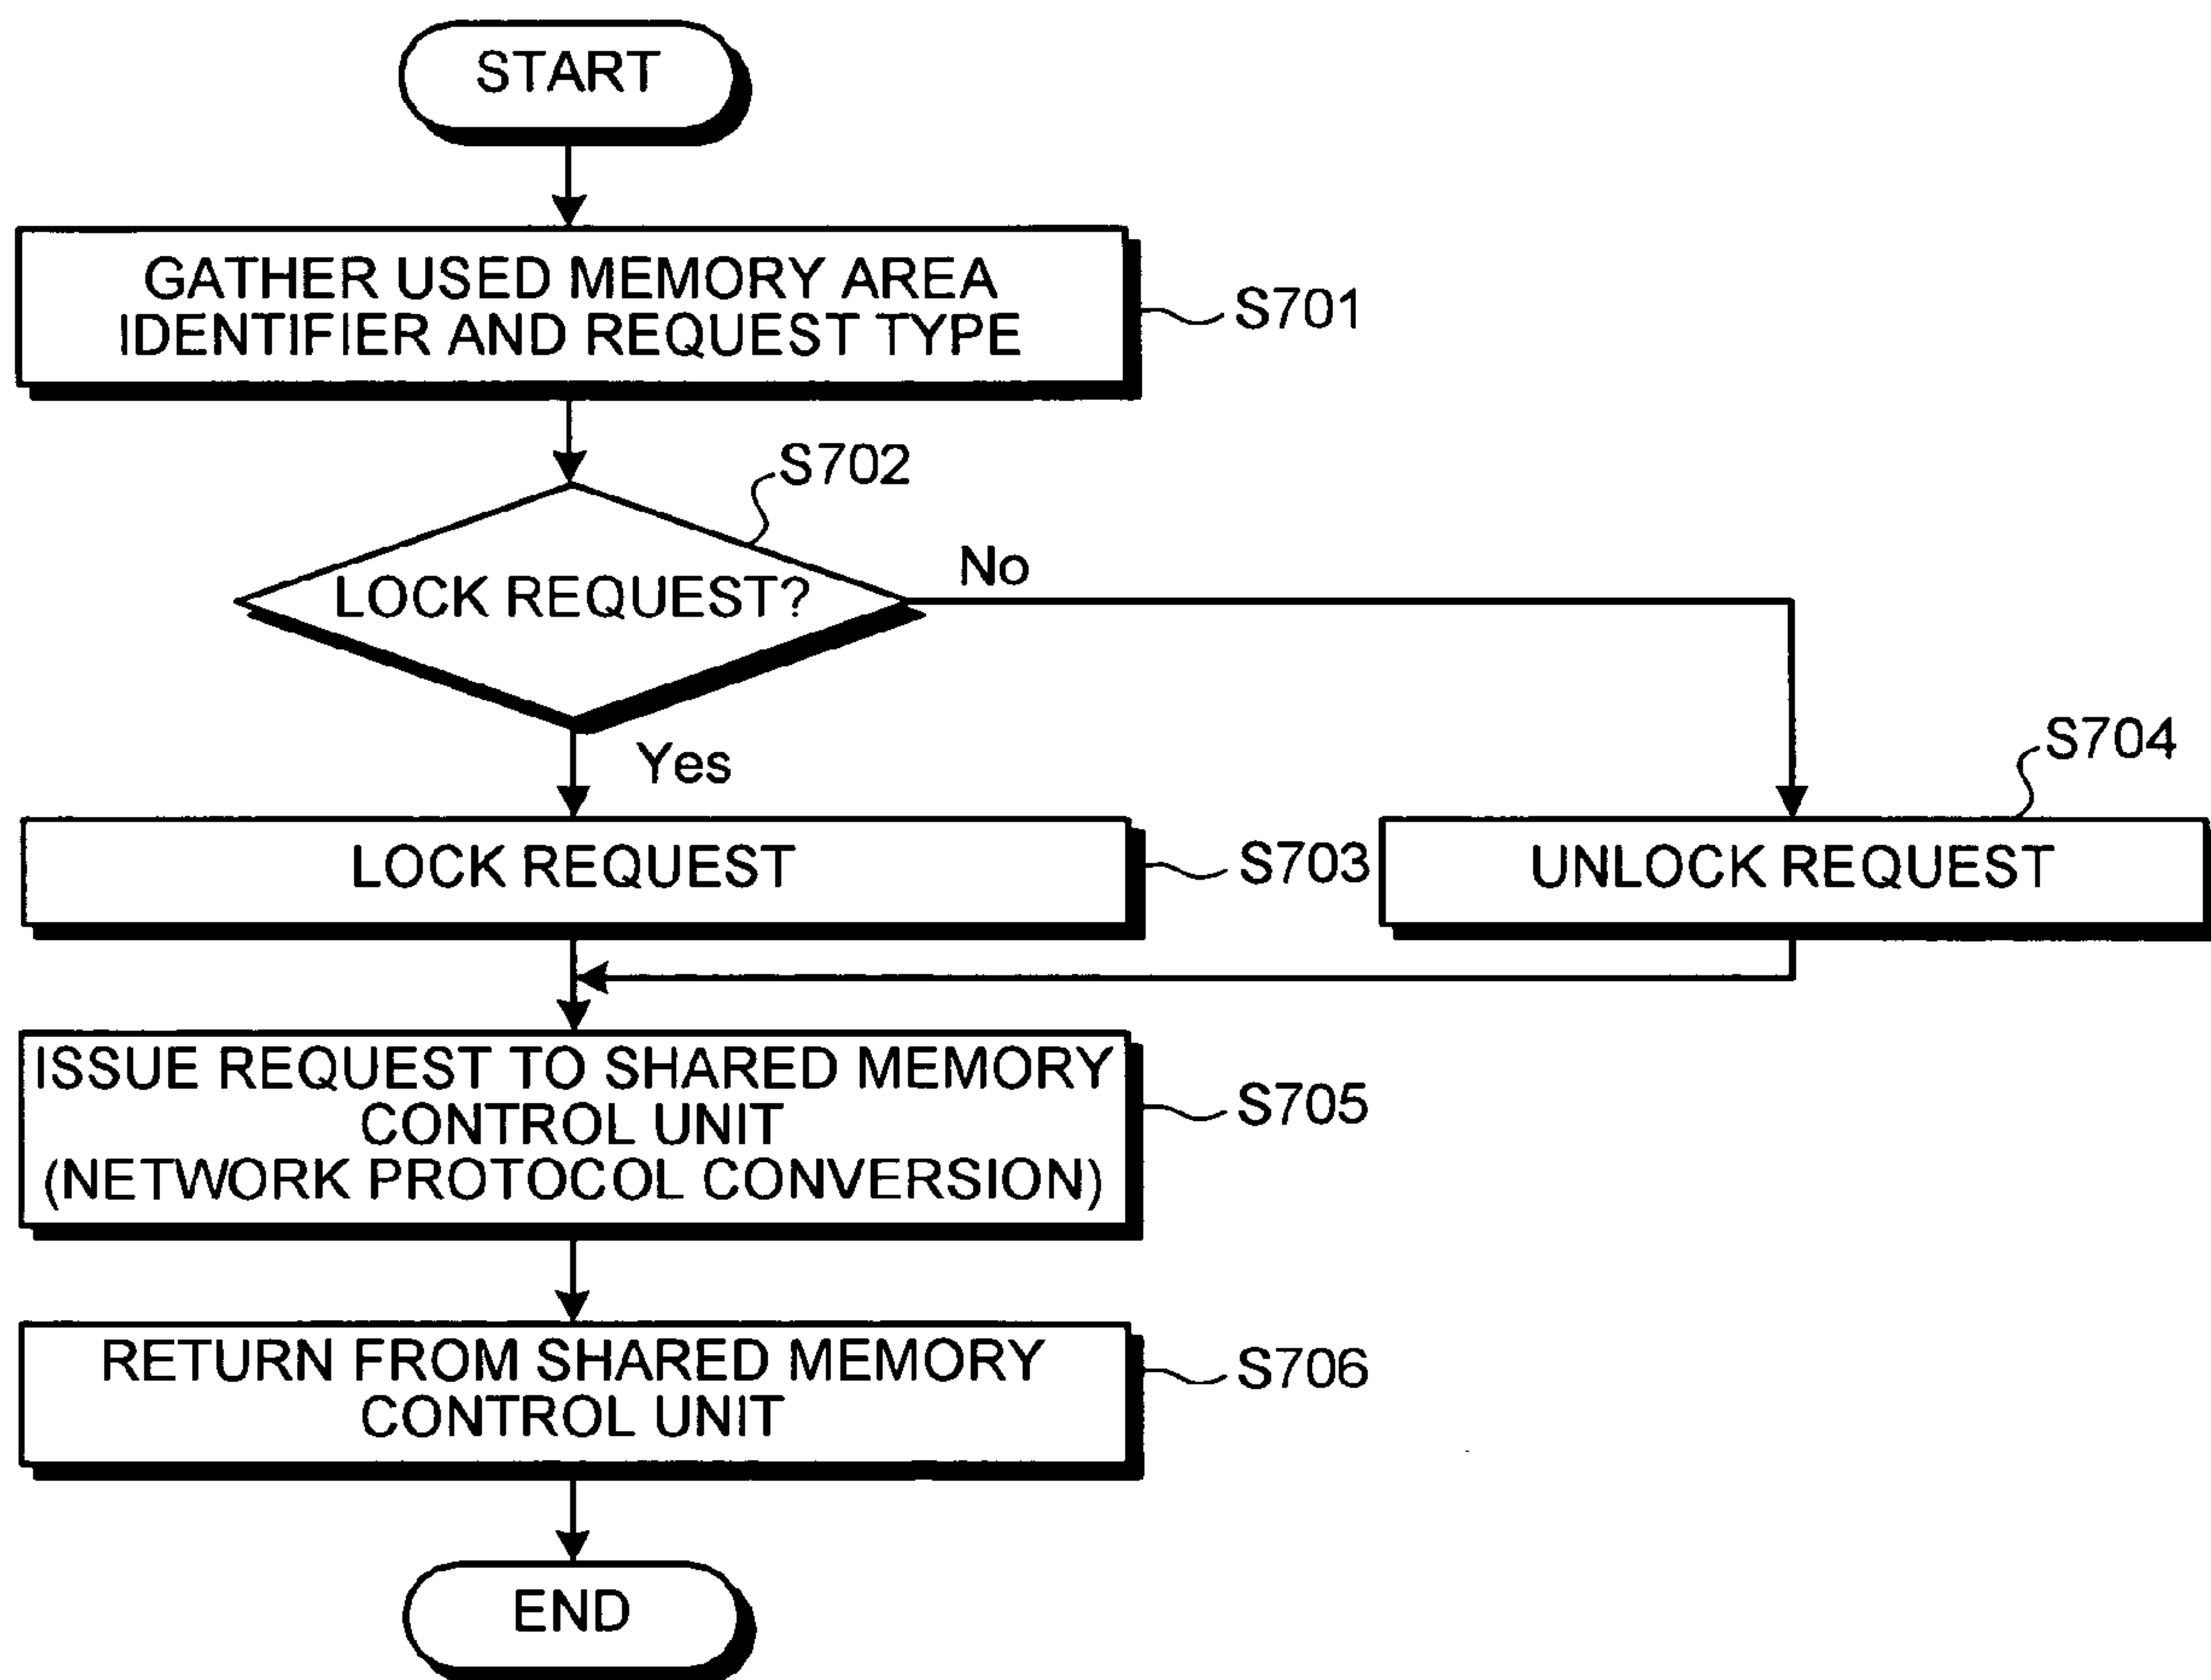 START
GATHER USED MEMORY AREA
IDENTIFIER AND REQUEST TYPE
S701
S702
LOCK REQUEST?
No
Yes
S704
LOCK REQUEST
S703
UNLOCK REQUEST
ISSUE REQUEST TO SHARED MEMORY
CONTROL UNIT
(NETWORK PROTOCOL CONVERSION)
S705
RETURN FROM SHARED MEMORY
CONTROL UNIT
S706
END